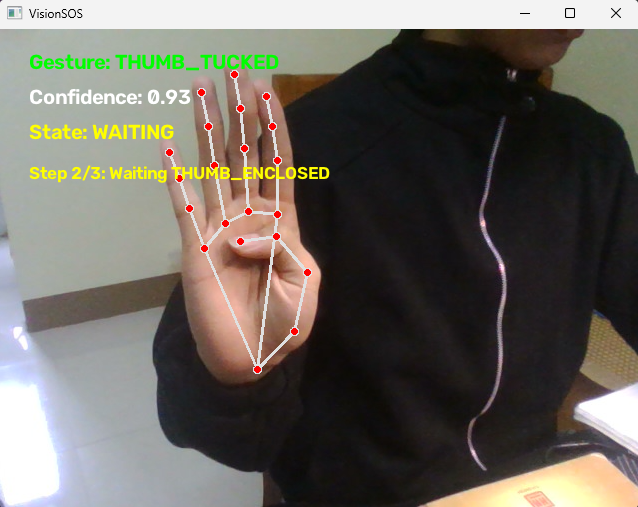 VisionSOS
Gesture: THUMB_TUCKED
Confidence: 0.93
State: WAITING
Step 2/3: Waiting THUMB_ENCLOSED